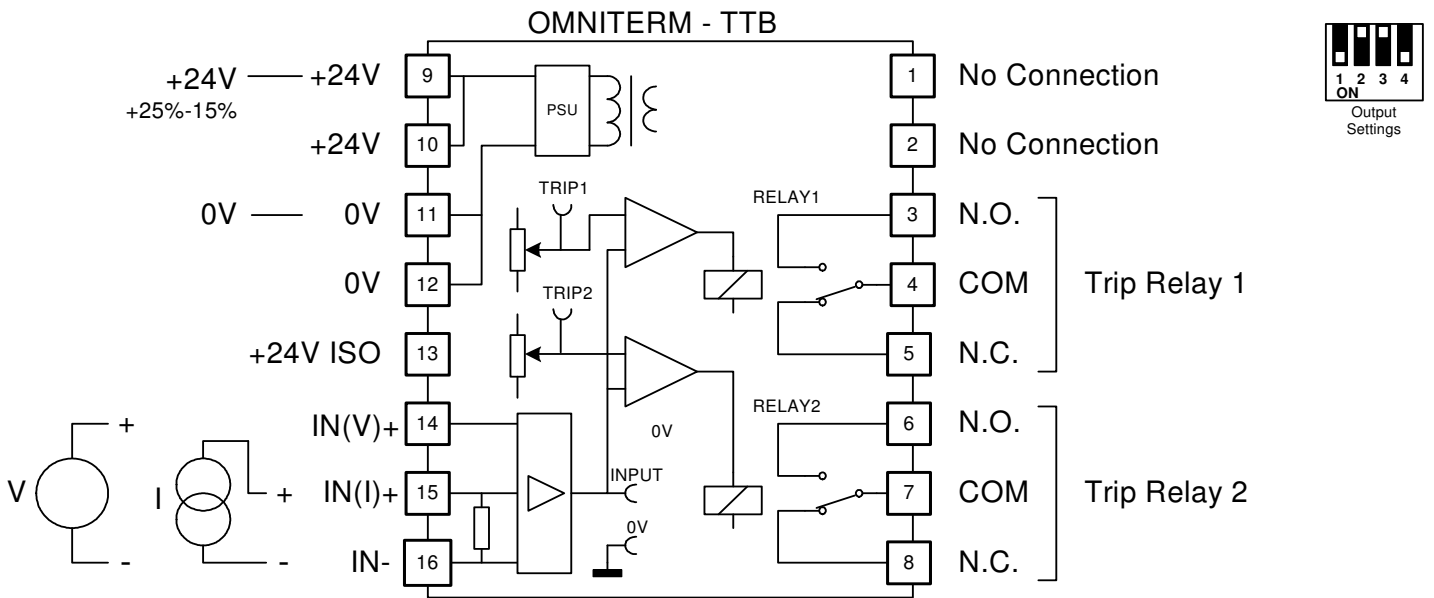 OMNITERM - TTB
+24V
+25%-15%
+24V
9
+24V
10
0V
0V
11
0V
12
+24V ISO
13
IN(V)+
14
IN(I)+
15
IN-
16
V
+
-
I
+
-
PSU
TRIP1
TRIP2
0V
INPUT
0V
RELAY1
RELAY2
1
No Connection
2
No Connection
3
N.O.
4
COM
Trip Relay 1
5
N.C.
6
N.O.
7
COM
Trip Relay 2
8
N.C.
1 2 3 4
ON
Output
Settings